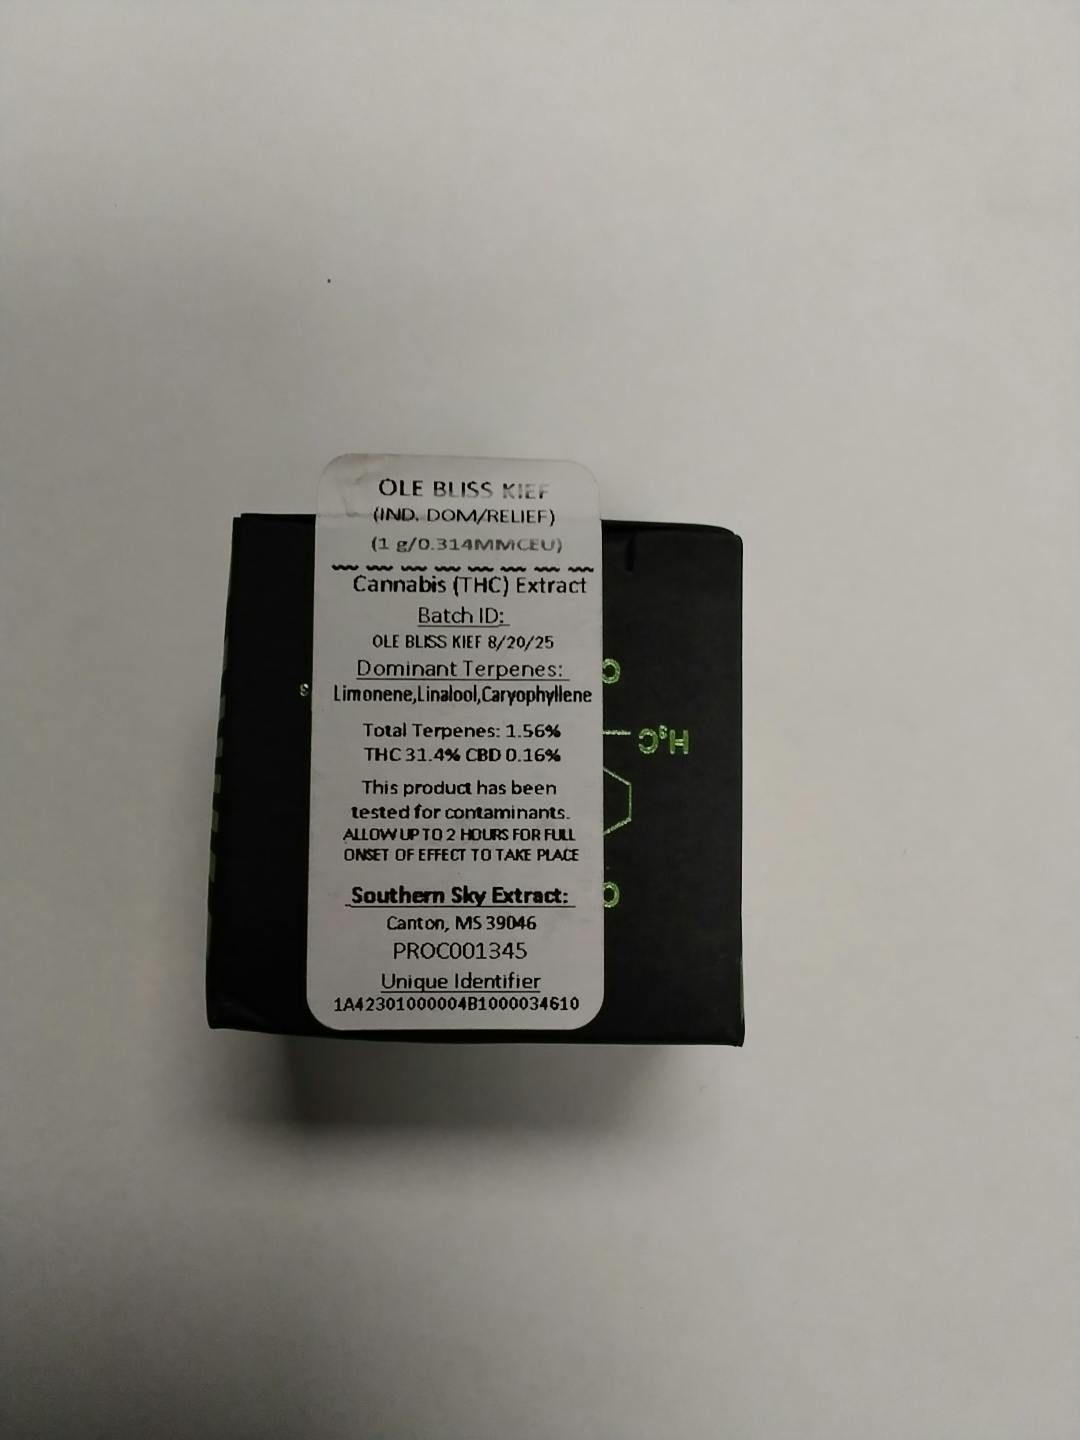 OLE BLISS KIEF
(IND. DOM/RELIEF)
(1 g/0.314MMCEU)
Cannabis (THC) Extract
Batch ID:
OLE BLISS KIEF 8/20/25
Dominant Terpenes:
Limonene,Linalool,Caryophyllene
Total Terpenes: 1.56%
THC 31.4% CBD 0.16%
This product has been
tested for contaminants.
ALLOW UP TO 2 HOURS FOR FULL
ONSET OF EFFECT TO TAKE PLACE
Southern Sky Extract:
Canton, MS 39046
PROC001345
Unique Identifier
1A42301000004B1000034610
H₃C